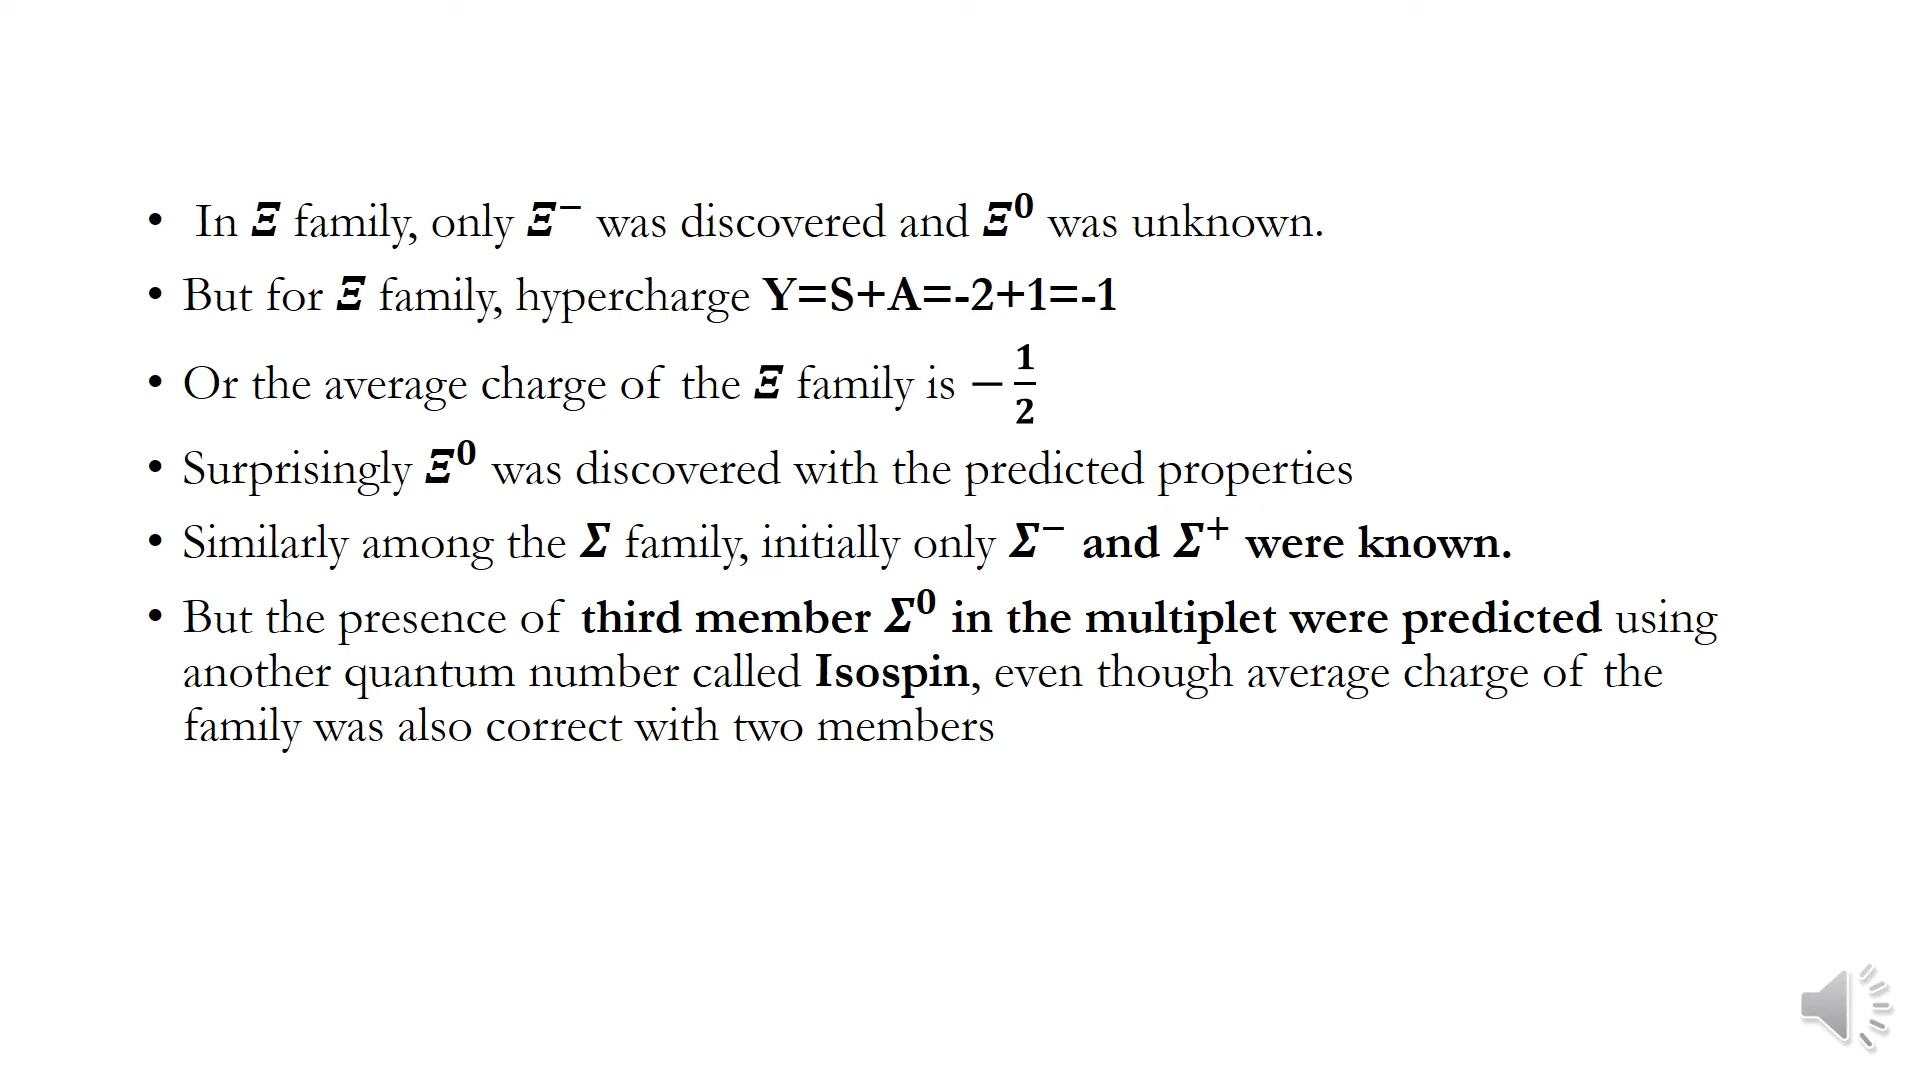 • In Ξ family, only Ξ⁻ was discovered and Ξ⁰ was unknown.
• But for Ξ family, hypercharge Y=S+A=-2+1=-1
• Or the average charge of the Ξ family is −1/2
• Surprisingly Ξ⁰ was discovered with the predicted properties
• Similarly among the Σ family, initially only Σ⁻ and Σ⁺ were known.
• But the presence of third member Σ⁰ in the multiplet were predicted using
another quantum number called Isospin, even though average charge of the
family was also correct with two members